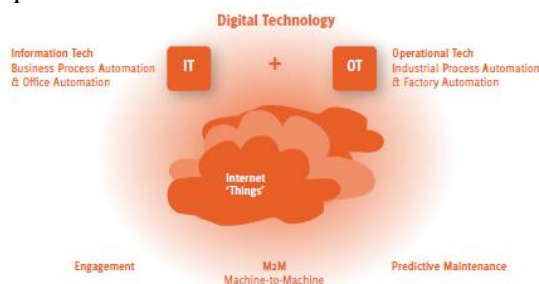 Digital Technology
Information Tech
Business Process Automation
& Office Automation
IT
+
OT
Operational Tech
Industrial Process Automation
& Factory Automation
Internet
'Things'
Engagement
M2M
Machine-to-Machine
Predictive Maintenance